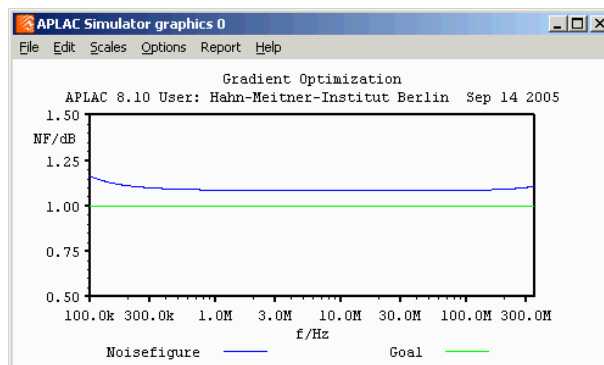 APLAC Simulator graphics 0
File Edit Scales Options Report Help
Gradient Optimization
APLAC 8.10 User: Hahn-Meitner-Institut Berlin Sep 14 2005
1.50
NF/dB
1.25
1.00
0.75
0.50
100.0k 300.0k 1.0M 3.0M 10.0M 30.0M 100.0M 300.0M
f/Hz
Noisefigure Goal